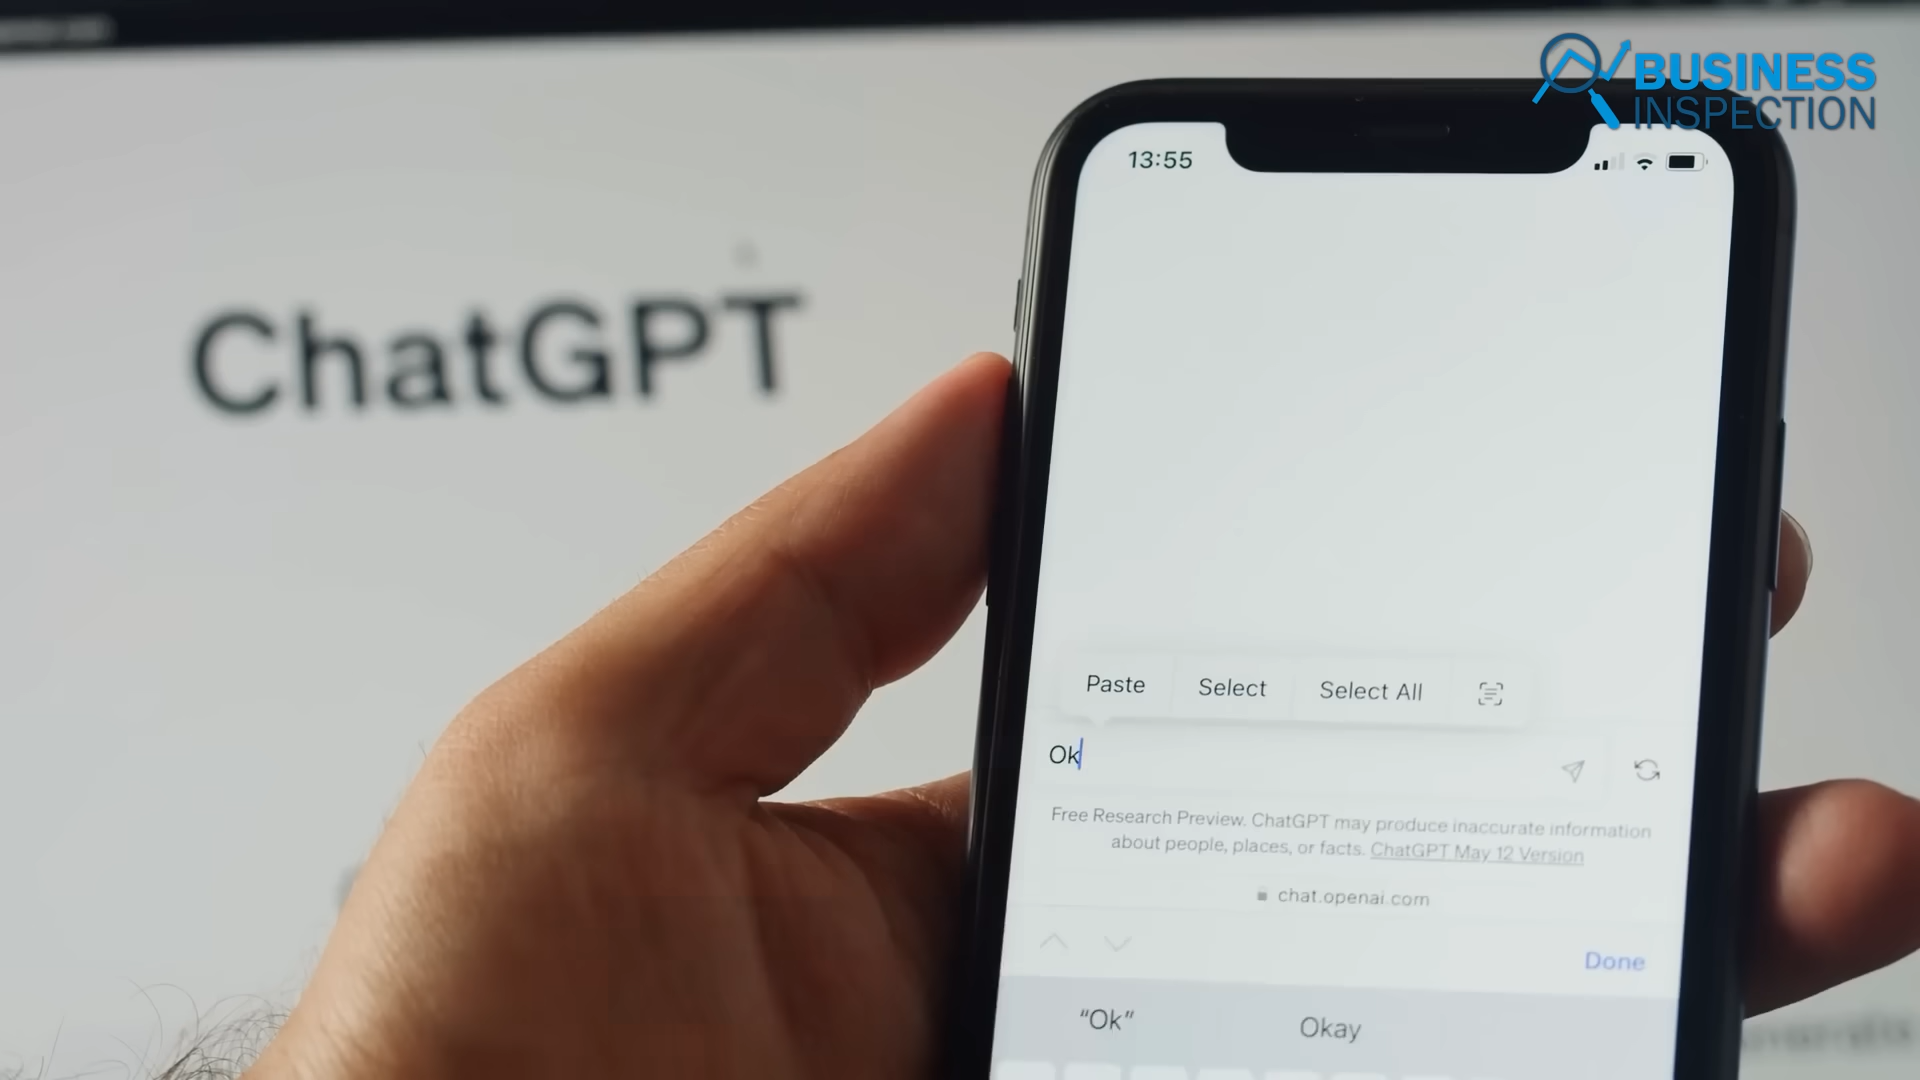 BUSINESS
INSPECTION
ChatGPT
13:55
Paste Select Select All
Ok
Free Research Preview. ChatGPT may produce inaccurate information
about people, places, or facts. ChatGPT May 12 Version
chat.openai.com
Done
“Ok” Okay